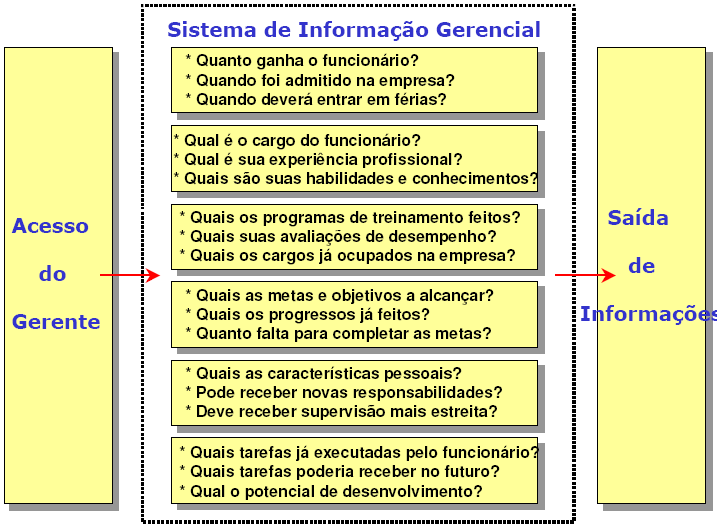 Sistema de Informação Gerencial
Acesso
do
Gerente
* Quanto ganha o funcionário?
* Quando foi admitido na empresa?
* Quando deverá entrar em férias?
* Qual é o cargo do funcionário?
* Qual é sua experiência profissional?
* Quais são suas habilidades e conhecimentos?
* Quais os programas de treinamento feitos?
* Quais suas avaliações de desempenho?
* Quais os cargos já ocupados na empresa?
* Quais as metas e objetivos a alcançar?
* Quais os progressos já feitos?
* Quanto falta para completar as metas?
* Quais as características pessoais?
* Pode receber novas responsabilidades?
* Deve receber supervisão mais estreita?
* Quais tarefas já executadas pelo funcionário?
* Quais tarefas poderia receber no futuro?
* Qual o potencial de desenvolvimento?
Saída
de
Informações